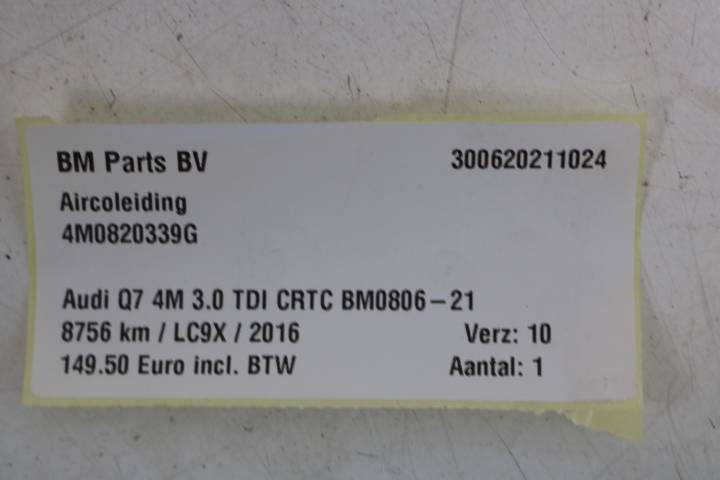 BM Parts BV 300620211024
Aircoleiding
4M0820339G
Audi Q7 4M 3.0 TDI CRTC BM0806-21
8756 km / LC9X / 2016 Verz: 10
149.50 Euro incl. BTW Aantal: 1